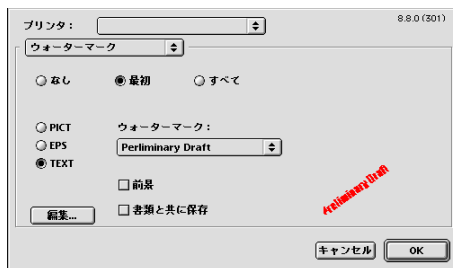 プリンタ：
8.8.0 (301)
ウォーターマーク
なし 最初 すべて
PICT
EPS
TEXT
ウォーターマーク：
Perliminary Draft
前景
書類と共に保存
編集...
Preliminary Draft
キャンセル OK